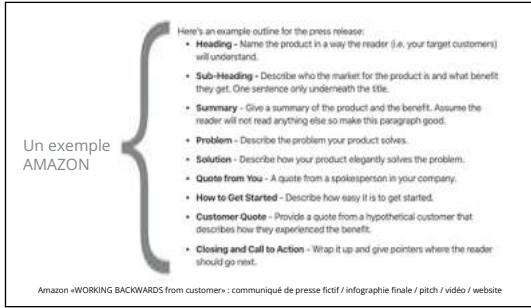 Here's an example outline for the press release:
• Heading - Name the product in a way the reader (i.e. your target customers)
will understand.
• Sub-Heading - Describe who the market for the product is and what benefit
they get. One sentence only underneath the title.
• Summary - Give a summary of the product and the benefit. Assume the
reader will not read anything else so make this paragraph good.
• Problem - Describe the problem your product solves.
• Solution - Describe how your product elegantly solves the problem.
• Quote from You - A quote from a spokesperson in your company.
• How to Get Started - Describe how easy it is to get started.
• Customer Quote - Provide a quote from a hypothetical customer that
describes how they experienced the benefit.
• Closing and Call to Action - Wrap it up and give pointers where the reader
should go next.
Un exemple
AMAZON
Amazon «WORKING BACKWARDS from customer» : communiqué de presse fictif / infographie finale / pitch / vidéo / website